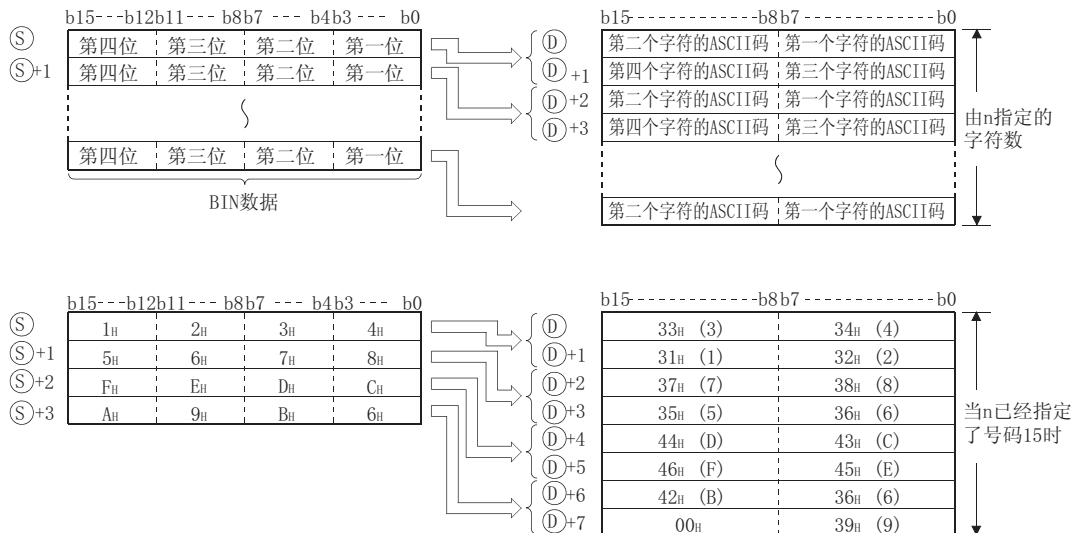 b15---b12b11---- b8b7 ---- b4b3 --- b0
b15---------------b8b7-------------b0
Ⓢ 第四位 第三位 第二位 第一位
Ⓓ 第二个字符的ASCII码 第一个字符的ASCII码
Ⓢ+1 第四位 第三位 第二位 第一位
Ⓓ+1 第四个字符的ASCII码 第三个字符的ASCII码
Ⓓ+2 第二个字符的ASCII码 第一个字符的ASCII码
Ⓓ+3 第四个字符的ASCII码 第三个字符的ASCII码
由n指定的
字符数
第四位 第三位 第二位 第一位
BIN数据
第二个字符的ASCII码 第一个字符的ASCII码
b15---b12b11---- b8b7 --- b4b3 --- b0
b15---------------b8b7--------------b0
Ⓢ 1H 2H 3H 4H
Ⓢ+1 5H 6H 7H 8H
Ⓢ+2 FH EH DH CH
Ⓢ+3 AH 9H BH 6H
Ⓓ 33H (3) 34H (4)
Ⓓ+1 31H (1) 32H (2)
Ⓓ+2 37H (7) 38H (8)
Ⓓ+3 35H (5) 36H (6)
Ⓓ+4 44H (D) 43H (C)
Ⓓ+5 46H (F) 45H (E)
Ⓓ+6 42H (B) 36H (6)
Ⓓ+7 00H 39H (9)
当n已经指定
了号码15时